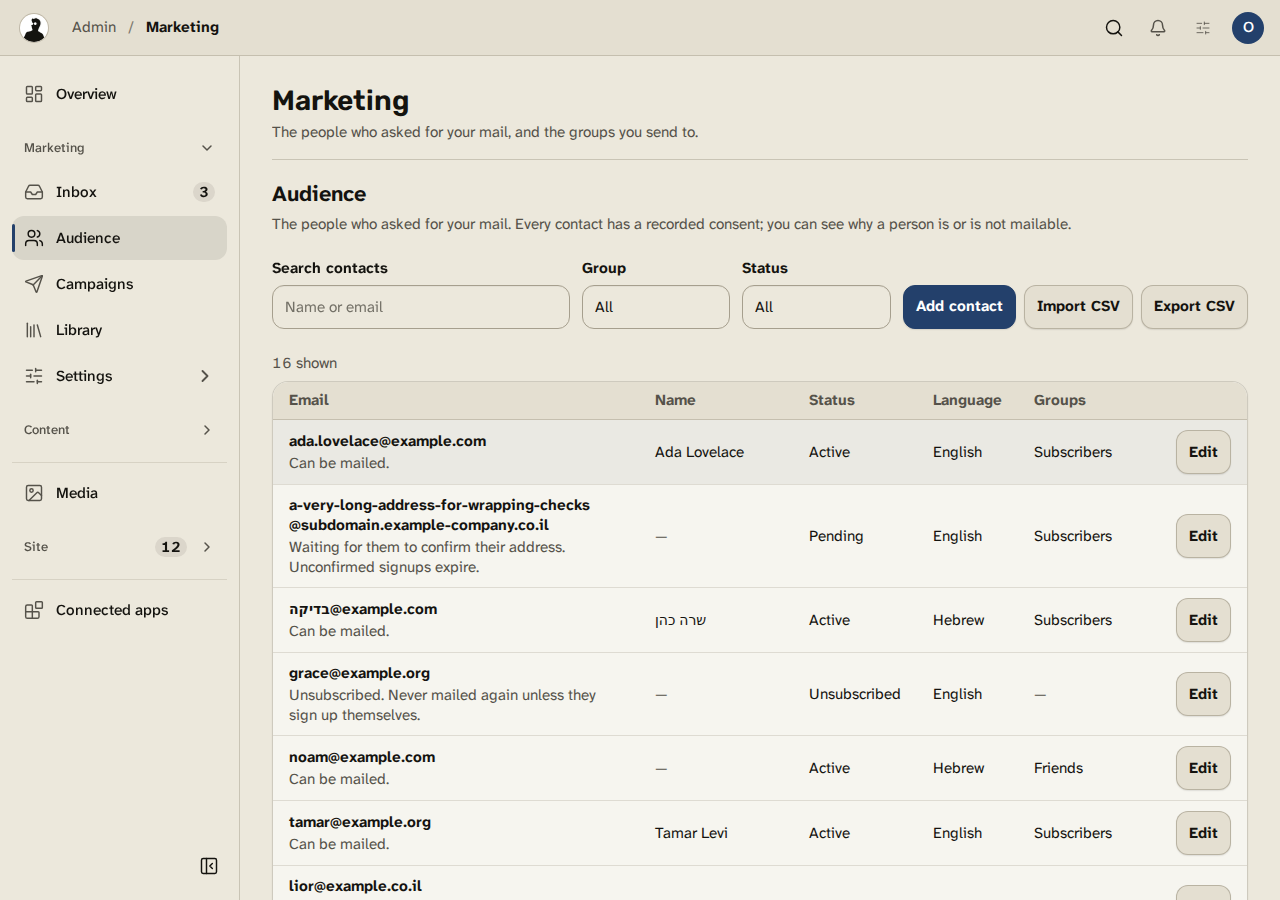 Admin / Marketing
O
Overview
Marketing
Inbox 3
Audience
Campaigns
Library
Settings
Content
Media
Site 12
Connected apps
Marketing
The people who asked for your mail, and the groups you send to.
Audience
The people who asked for your mail. Every contact has a recorded consent; you can see why a person is or is not mailable.
Search contacts Group Status
Name or email All All Add contact Import CSV Export CSV
16 shown
Email Name Status Language Groups
ada.lovelace@example.com
Can be mailed.
Ada Lovelace Active English Subscribers Edit
a-very-long-address-for-wrapping-checks
@subdomain.example-company.co.il
Waiting for them to confirm their address.
Unconfirmed signups expire.
— Pending English Subscribers Edit
בדיקה@example.com
Can be mailed.
שרה כהן Active Hebrew Subscribers Edit
grace@example.org
Unsubscribed. Never mailed again unless they
sign up themselves.
— Unsubscribed English — Edit
noam@example.com
Can be mailed.
— Active Hebrew Friends Edit
tamar@example.org
Can be mailed.
Tamar Levi Active English Subscribers Edit
lior@example.co.il